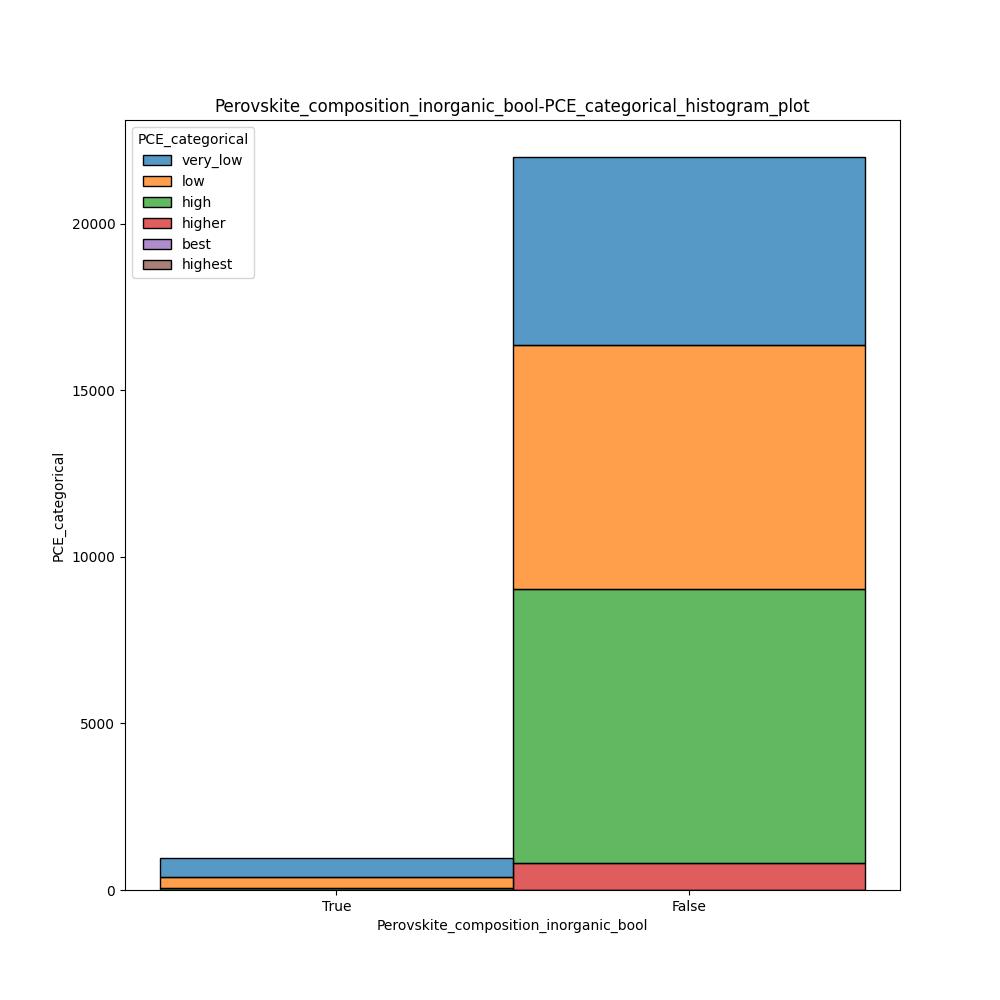 Perovskite_composition_inorganic_bool-PCE_categorical_histogram_plot
PCE_categorical
very_low
low
high
higher
best
highest
PCE_categorical
20000
15000
10000
5000
0
True
False
Perovskite_composition_inorganic_bool